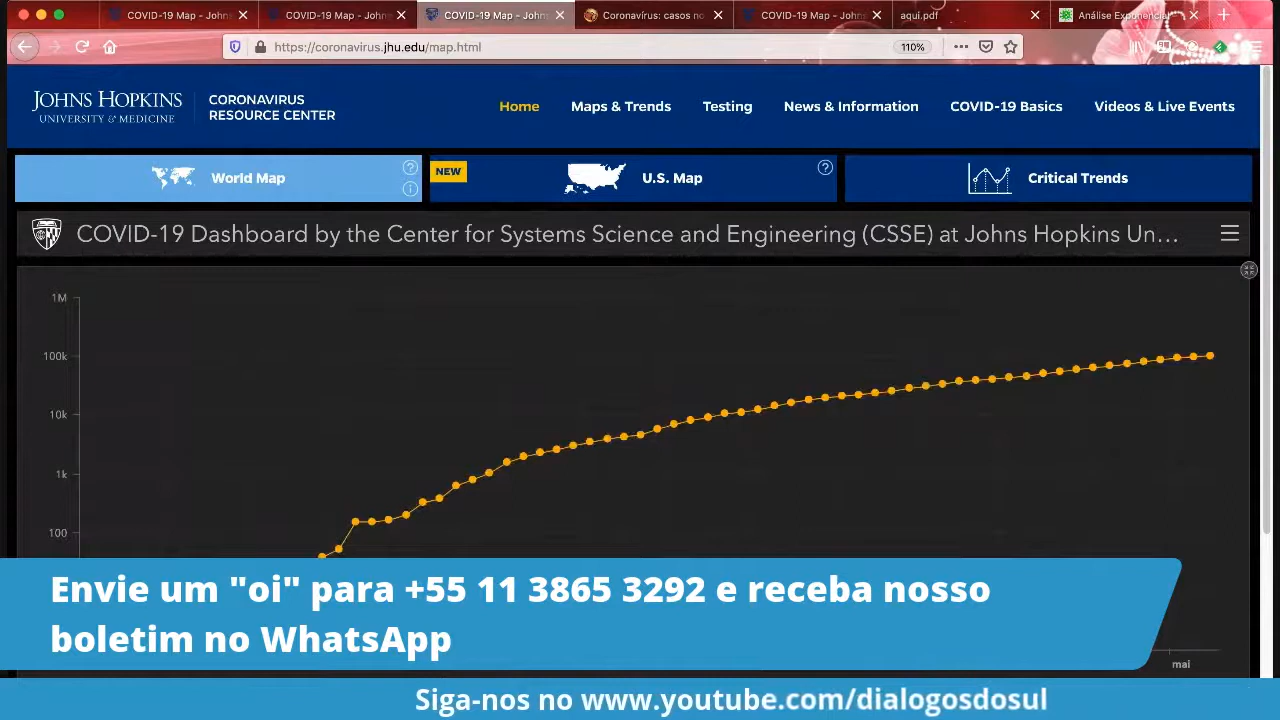 COVID-19 Map - Johns
COVID-19 Map - Johns
COVID-19 Map - Johns
Coronavírus: casos no
COVID-19 Map - Johns
aqui.pdf
Análise Exponencial
https://coronavirus.jhu.edu/map.html
110%
JOHNS HOPKINS
UNIVERSITY & MEDICINE
CORONAVIRUS
RESOURCE CENTER
Home
Maps & Trends
Testing
News & Information
COVID-19 Basics
Videos & Live Events
World Map
NEW
U.S. Map
Critical Trends
COVID-19 Dashboard by the Center for Systems Science and Engineering (CSSE) at Johns Hopkins Un...
1M
100k
10k
1k
100
mai
Envie um "oi" para +55 11 3865 3292 e receba nosso
boletim no WhatsApp
Siga-nos no www.youtube.com/dialogosdosul